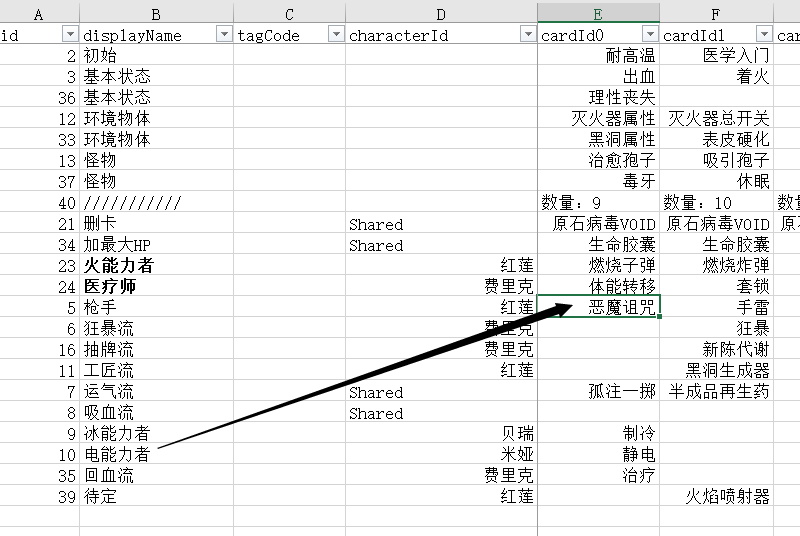 A B C D E F
id displayName tagCode characterId cardId0 cardId1 car
2 初始 耐高温 医学入门
3 基本状态 出血 着火
36 基本状态 理性丧失
12 环境物体 灭火器属性 灭火器总开关
33 环境物体 黑洞属性 表皮硬化
13 怪物 治愈孢子 吸引孢子
37 怪物 毒牙 休眠
40 /////////// 数量：9 数量：10 数
21 删卡 Shared 原石病毒VOID 原石病毒VOID 原
34 加最大HP Shared 生命胶囊 生命胶囊
23 火能力者 红莲 燃烧子弹 燃烧炸弹
24 医疗师 费里克 体能转移 套锁
5 枪手 红莲 恶魔诅咒 手雷
6 狂暴流 费里克 狂暴
16 抽牌流 费里克 新陈代谢
11 工匠流 红莲 黑洞生成器
7 运气流 Shared 孤注一掷 半成品再生药
8 吸血流 Shared
9 冰能力者 贝瑞 制冷
10 电能力者 米娅 静电
35 回血流 费里克 治疗
39 待定 红莲 火焰喷射器